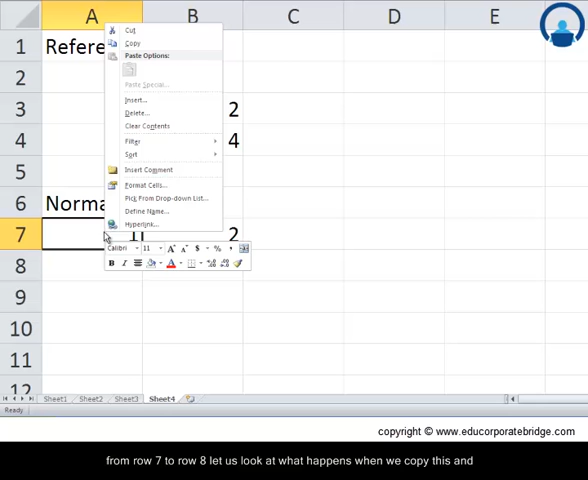 A B C D E
1 Refere
2
3 2
4 4
5
6 Norma
7 2
8
9
10
11
12
Cut
Copy
Paste Options:
Paste Special...
Insert...
Delete...
Clear Contents
Filter
Sort
Insert Comment
Format Cells...
Pick From Drop-down List...
Define Name...
Hyperlink...
Calibri 11 A A $ % ,
B I A
Sheet1 Sheet2 Sheet3 Sheet4
Ready
copyright © www.educorporatebridge.com
from row 7 to row 8 let us look at what happens when we copy this and